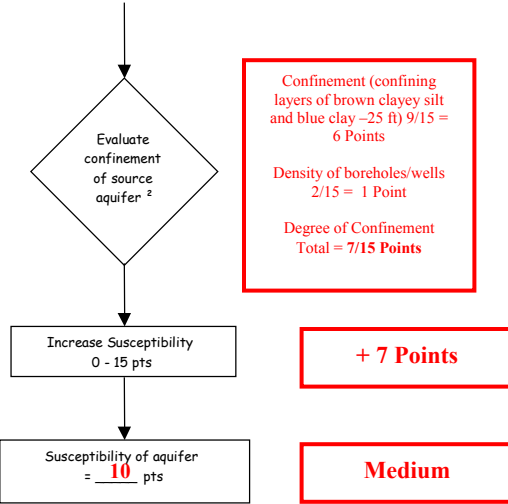 Evaluate
confinement
of source
aquifer ²
Confinement (confining
layers of brown clayey silt
and blue clay –25 ft) 9/15 =
6 Points
Density of boreholes/wells
2/15 = 1 Point
Degree of Confinement
Total = 7/15 Points
Increase Susceptibility
0 - 15 pts
+ 7 Points
Susceptibility of aquifer
= __10__ pts
Medium